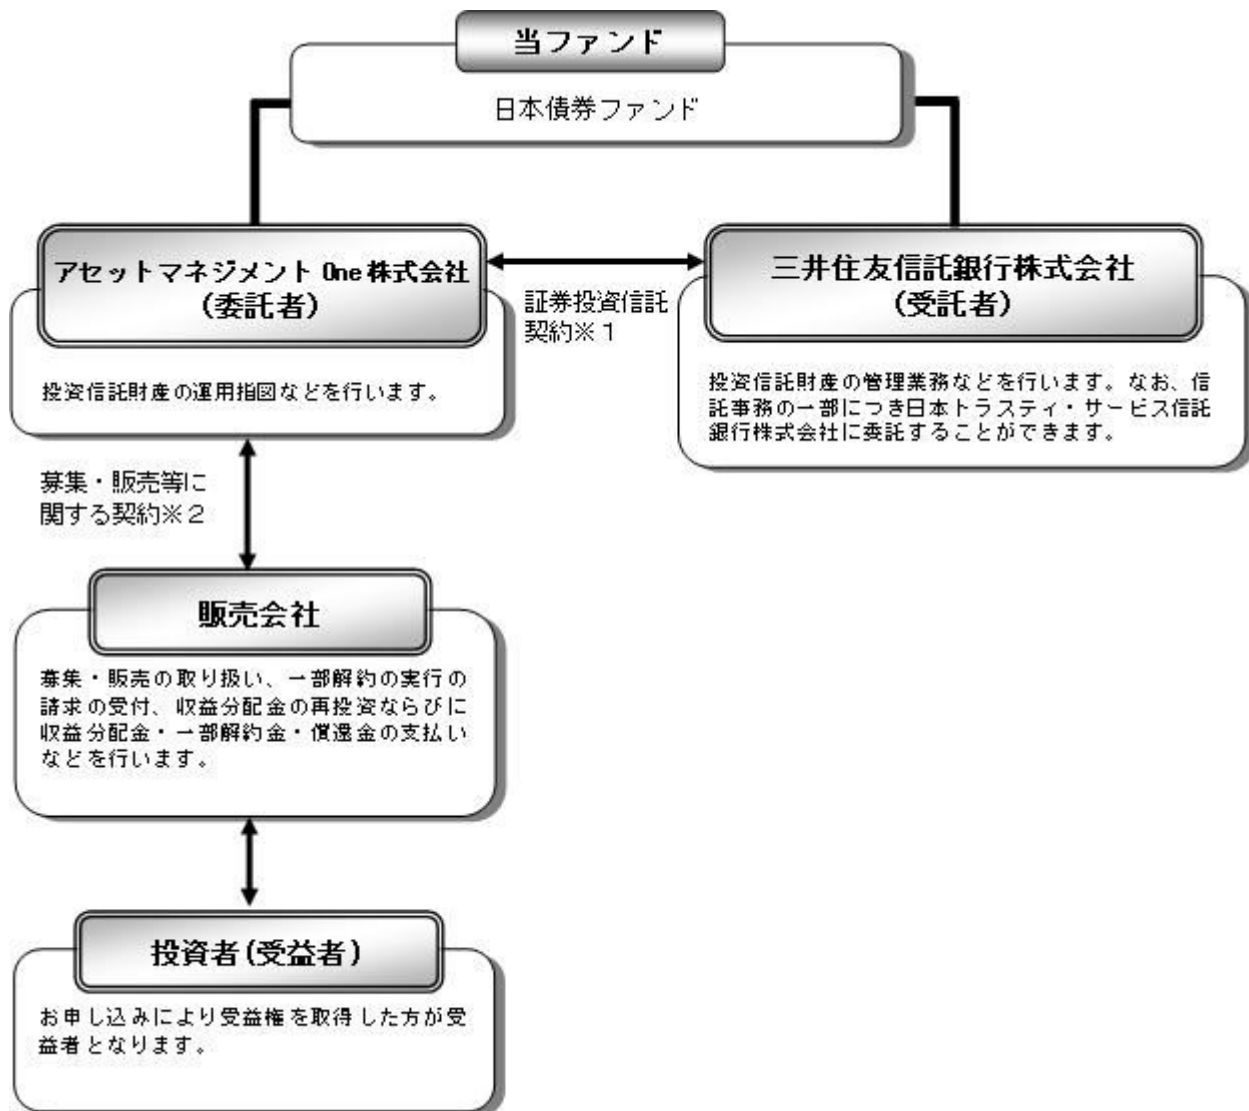 当ファンド
日本債券ファンド
アセットマネジメント One 株式会社
(委託者)
証券投資信託
契約※１
三井住友信託銀行株式会社
(受託者)
投資信託財産の運用指図などを行います。
投資信託財産の管理業務などを行います。なお、信
託事務の一部につき日本トラスティ・サービス信託
銀行株式会社に委託することができます。
募集・販売等に
関する契約※２
販売会社
募集・販売の取り扱い、一部解約の実行の
請求の受付、収益分配金の再投資ならびに
収益分配金・一部解約金・償還金の支払い
などを行います。
投資者(受益者)
お申し込みにより受益権を取得した方が受
益者となります。